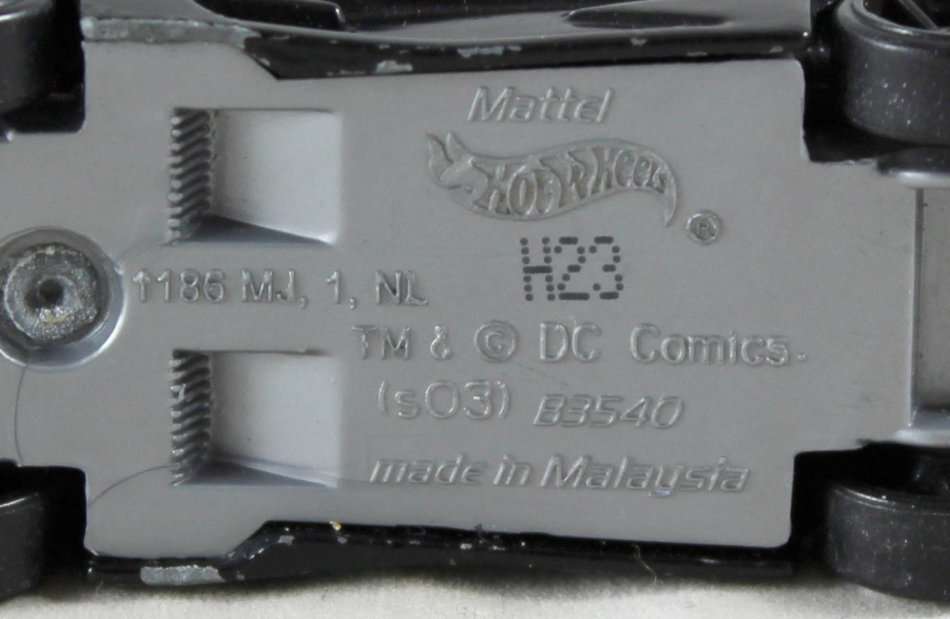 Mattel
Hot Wheels ®
H23
1186 MJ, 1, NL
TM & © DC Comics.
(s03) B3540
made in Malaysia